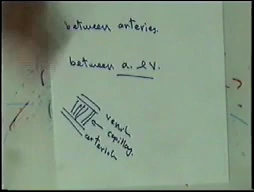 between arteries.
between a. & V.
venule
capillary.
arteriole